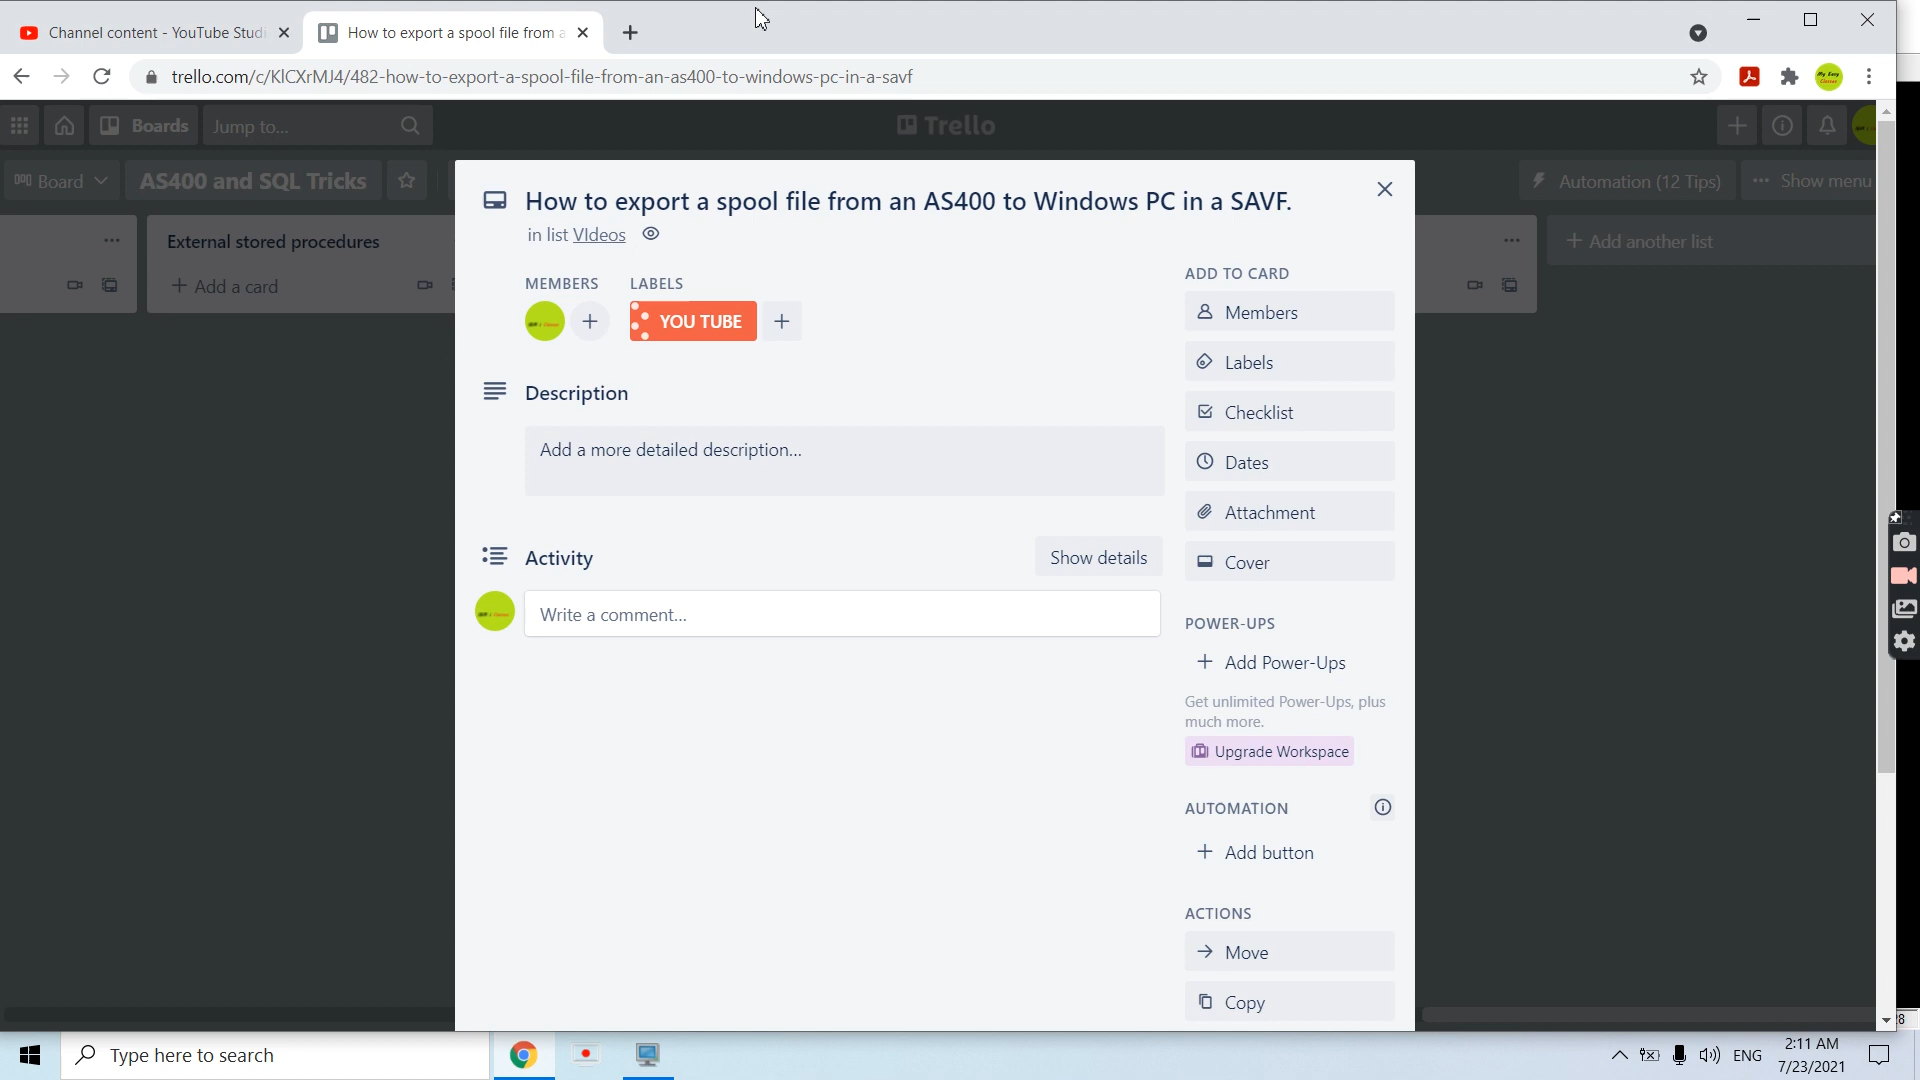 Channel content - YouTube Studi
How to export a spool file from a
trello.com/c/KlCXrMJ4/482-how-to-export-a-spool-file-from-an-as400-to-windows-pc-in-a-savf
Boards
Jump to...
Trello
Board
AS400 and SQL Tricks
Automation (12 Tips)
Show menu
External stored procedures
+ Add a card
+ Add another list
How to export a spool file from an AS400 to Windows PC in a SAVF.
in list VIdeos
MEMBERS
LABELS
YOU TUBE
Description
Add a more detailed description...
Activity
Show details
Write a comment...
ADD TO CARD
Members
Labels
Checklist
Dates
Attachment
Cover
POWER-UPS
+ Add Power-Ups
Get unlimited Power-Ups, plus
much more.
Upgrade Workspace
AUTOMATION
+ Add button
ACTIONS
Move
Copy
Type here to search
ENG
2:11 AM
7/23/2021